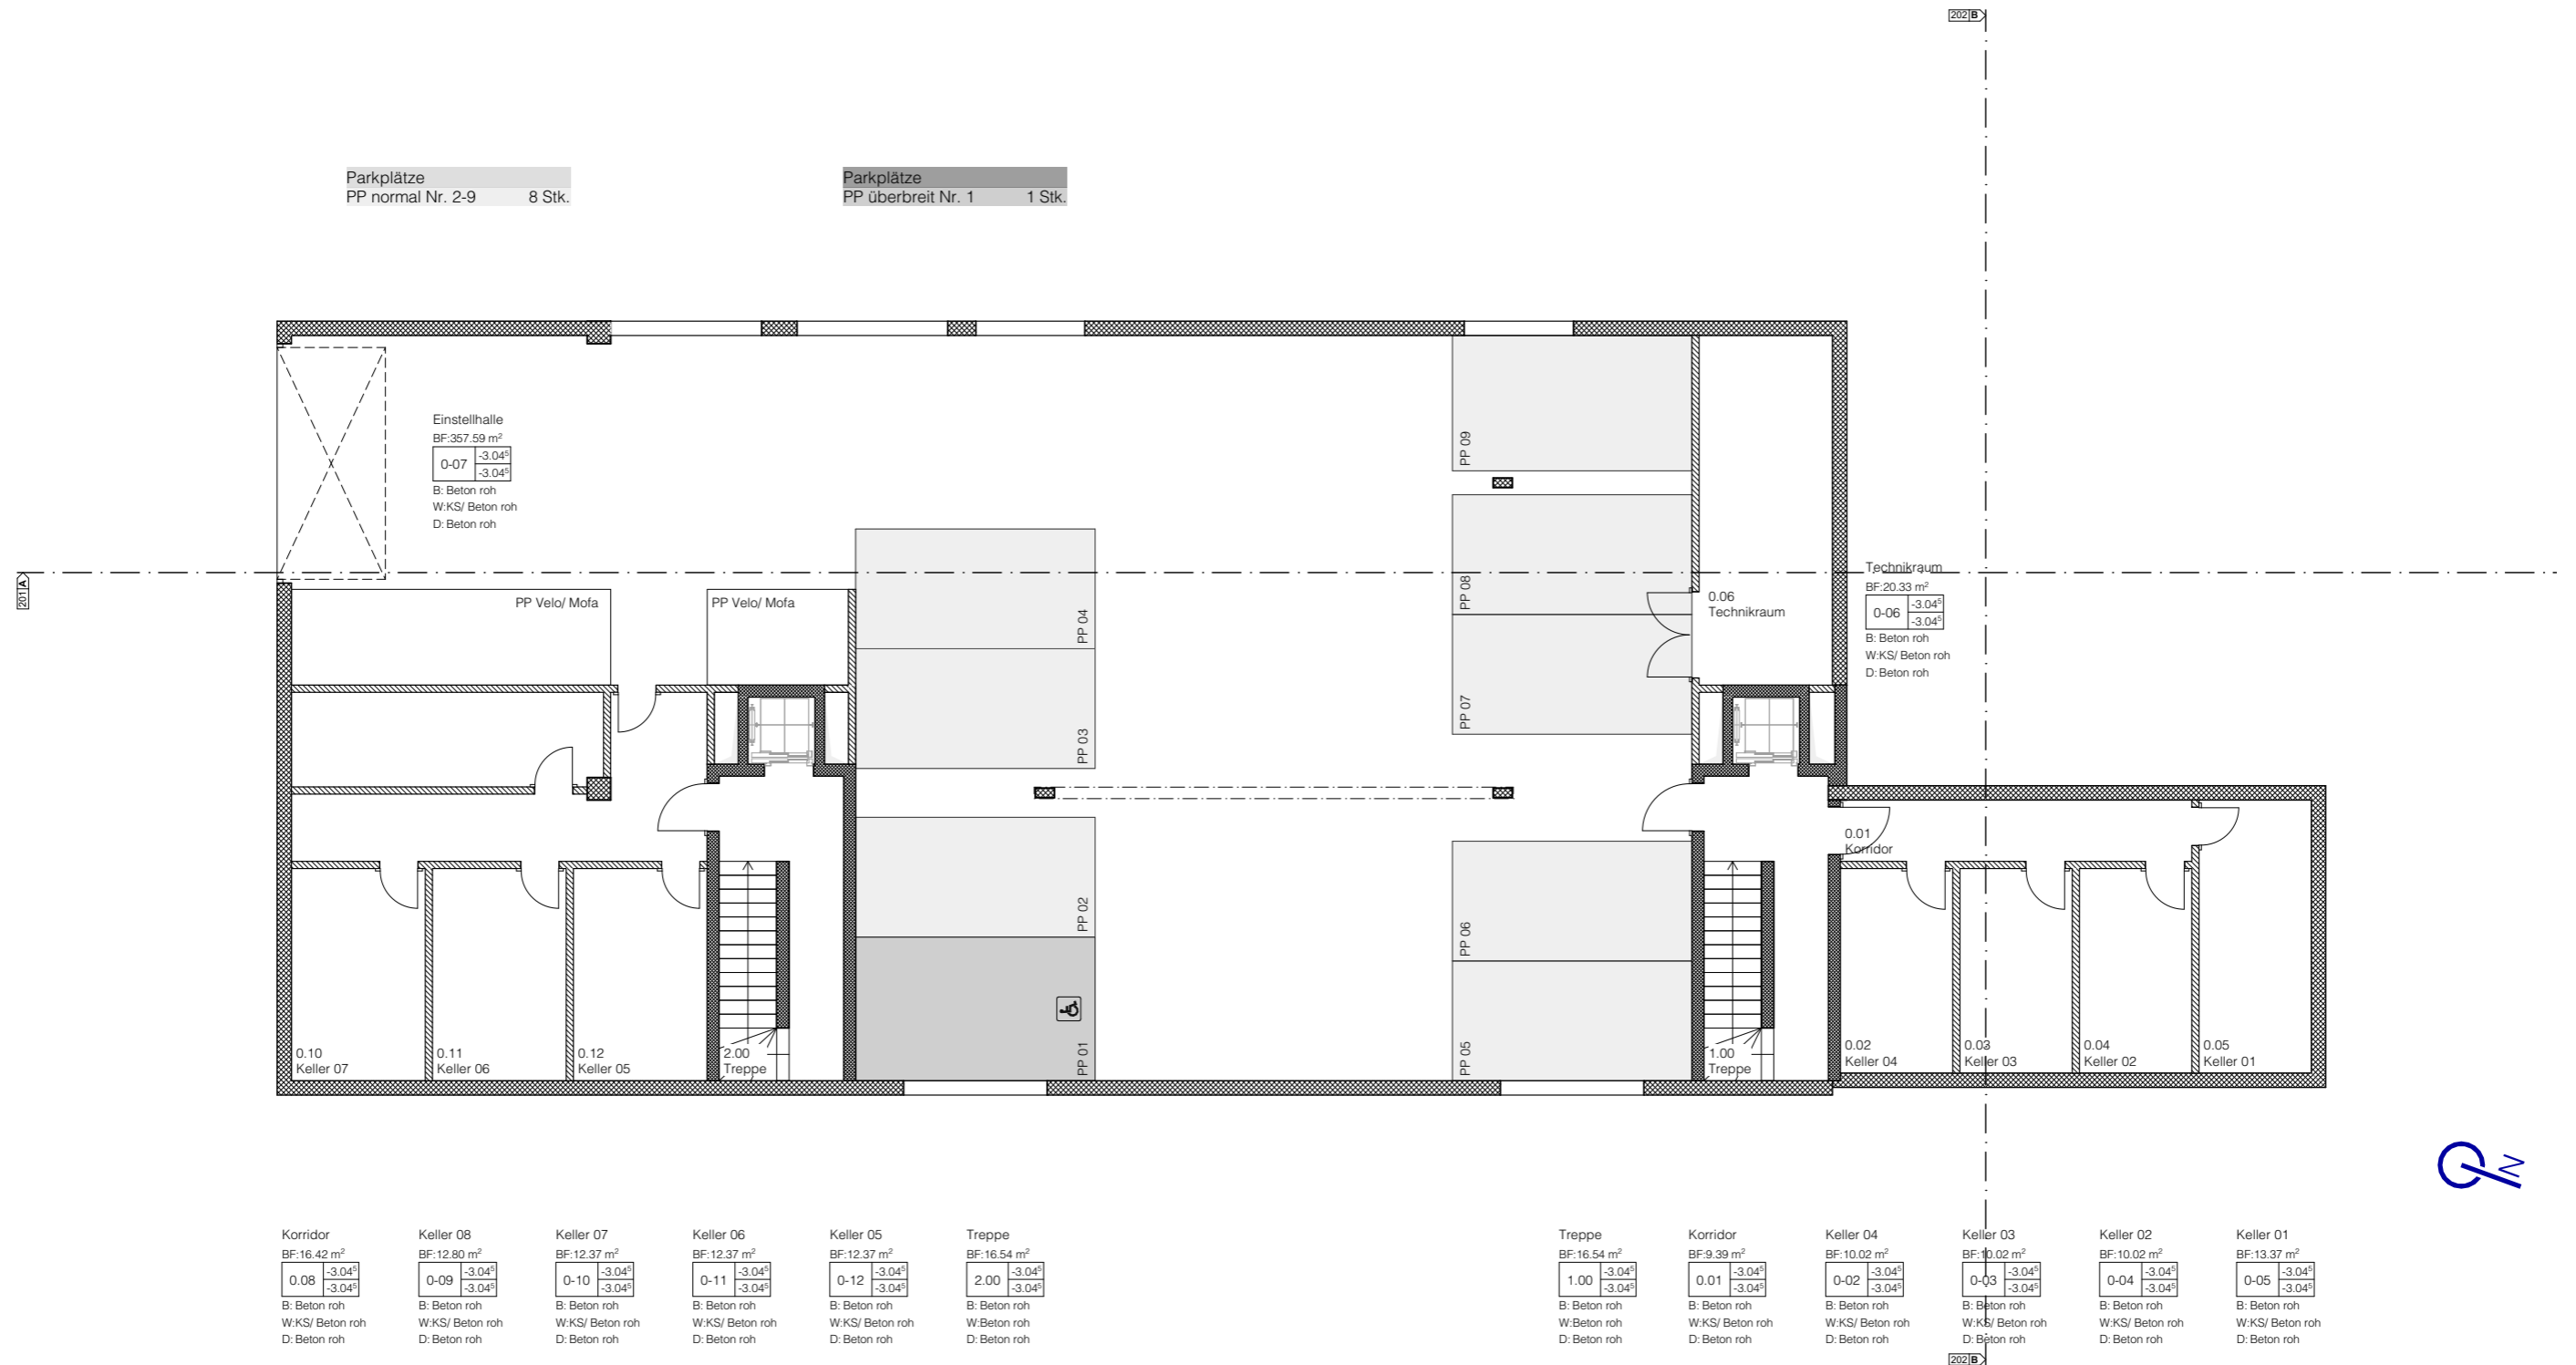 202 B
Parkplätze
PP normal Nr. 2-9 8 Stk.
Parkplätze
PP überbreit Nr. 1 1 Stk.
Einstellhalle
BF:357.59 m²
0-07 -3.04⁵
-3.04⁵
B: Beton roh
W:KS/ Beton roh
D: Beton roh
PP 09
PP 08
PP 07
PP 04
PP 03
PP 02
PP 01
PP 06
PP 05
201 A
PP Velo/ Mofa
PP Velo/ Mofa
0.06
Technikraum
Technikraum
BF:20.33 m²
0-06 -3.04⁵
-3.04⁵
B: Beton roh
W:KS/ Beton roh
D: Beton roh
0.01
Korridor
0.10
Keller 07
0.11
Keller 06
0.12
Keller 05
2.00
Treppe
1.00
Treppe
0.02
Keller 04
0.03
Keller 03
0.04
Keller 02
0.05
Keller 01
N
Korridor
BF:16.42 m²
0.08 -3.04⁵
-3.04⁵
B: Beton roh
W:KS/ Beton roh
D: Beton roh
Keller 08
BF:12.80 m²
0-09 -3.04⁵
-3.04⁵
B: Beton roh
W:KS/ Beton roh
D: Beton roh
Keller 07
BF:12.37 m²
0-10 -3.04⁵
-3.04⁵
B: Beton roh
W:KS/ Beton roh
D: Beton roh
Keller 06
BF:12.37 m²
0-11 -3.04⁵
-3.04⁵
B: Beton roh
W:KS/ Beton roh
D: Beton roh
Keller 05
BF:12.37 m²
0-12 -3.04⁵
-3.04⁵
B: Beton roh
W:KS/ Beton roh
D: Beton roh
Treppe
BF:16.54 m²
2.00 -3.04⁵
-3.04⁵
B: Beton roh
W:Beton roh
D: Beton roh
Treppe
BF:16.54 m²
1.00 -3.04⁵
-3.04⁵
B: Beton roh
W:Beton roh
D: Beton roh
Korridor
BF:9.39 m²
0.01 -3.04⁵
-3.04⁵
B: Beton roh
W:KS/ Beton roh
D: Beton roh
Keller 04
BF:10.02 m²
0-02 -3.04⁵
-3.04⁵
B: Beton roh
W:KS/ Beton roh
D: Beton roh
Keller 03
BF:10.02 m²
0-03 -3.04⁵
-3.04⁵
B: Beton roh
W:KS/ Beton roh
D: Beton roh
Keller 02
BF:10.02 m²
0-04 -3.04⁵
-3.04⁵
B: Beton roh
W:KS/ Beton roh
D: Beton roh
Keller 01
BF:13.37 m²
0-05 -3.04⁵
-3.04⁵
B: Beton roh
W:KS/ Beton roh
D: Beton roh
202 B